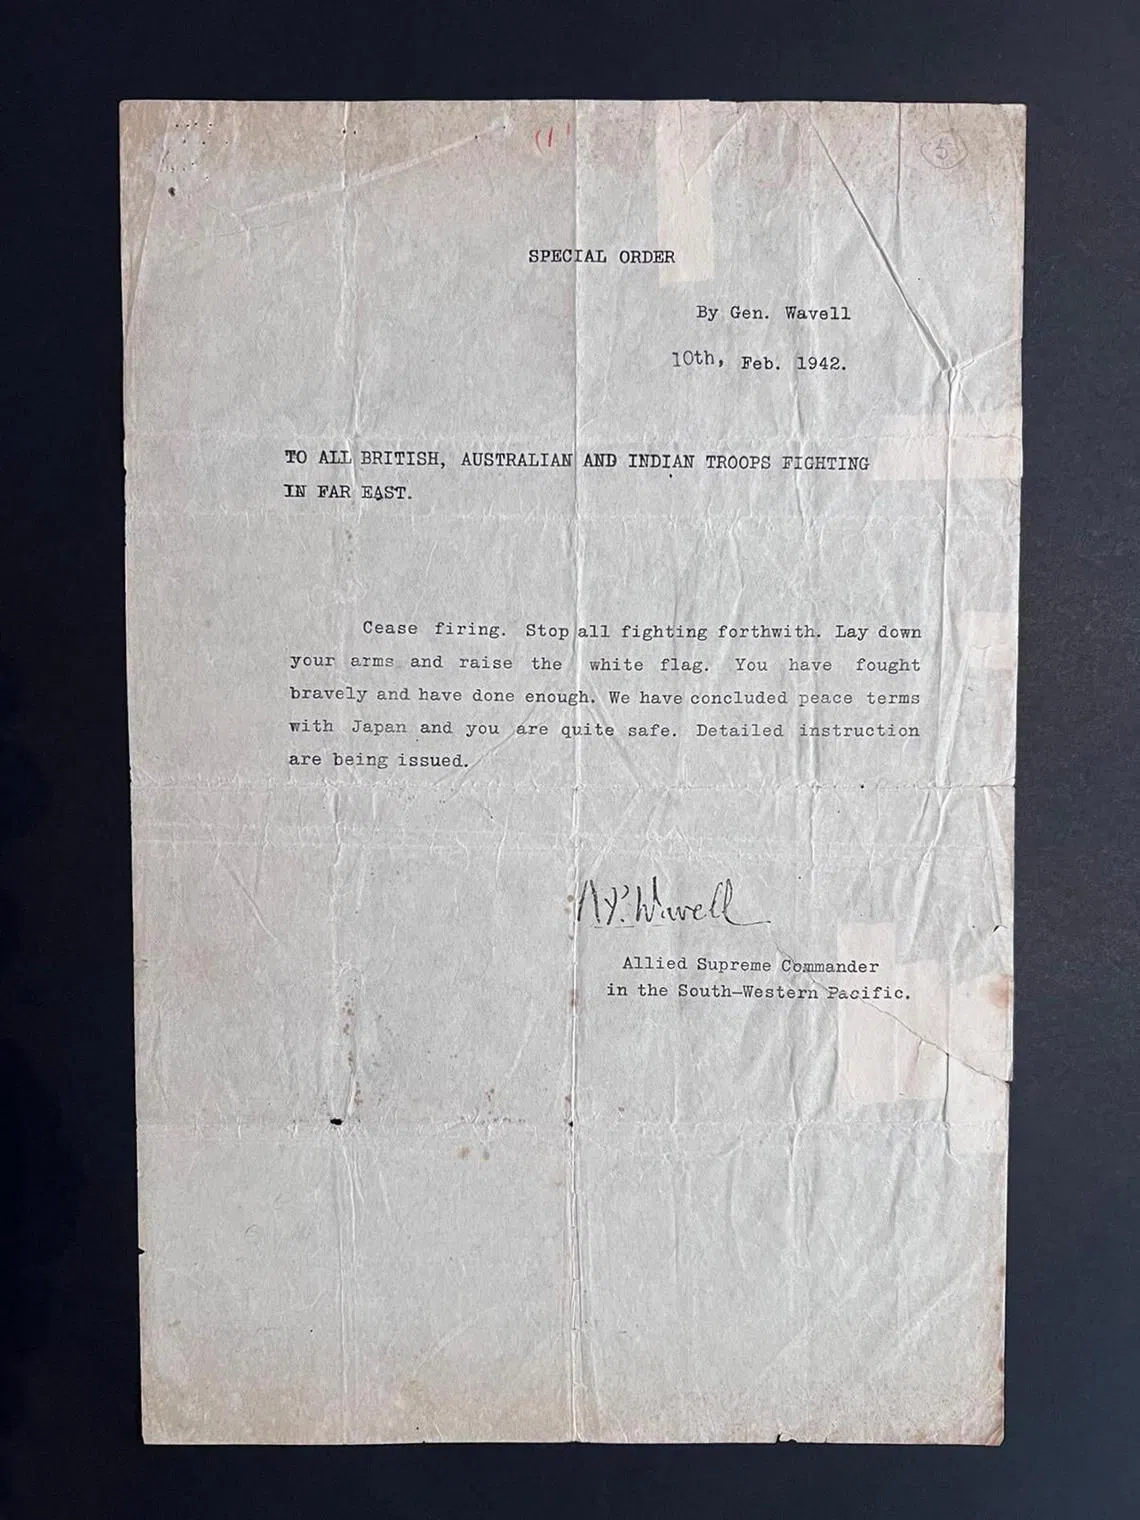 (1'
5
SPECIAL ORDER
By Gen. Wavell
10th, Feb. 1942.
TO ALL BRITISH, AUSTRALIAN AND INDIAN TROOPS FIGHTING
IN FAR EAST.
Cease firing. Stop all fighting forthwith. Lay down
your arms and raise the white flag. You have fought
bravely and have done enough. We have concluded peace terms
with Japan and you are quite safe. Detailed instruction
are being issued.
Wavell
Allied Supreme Commander
in the South-Western Pacific.